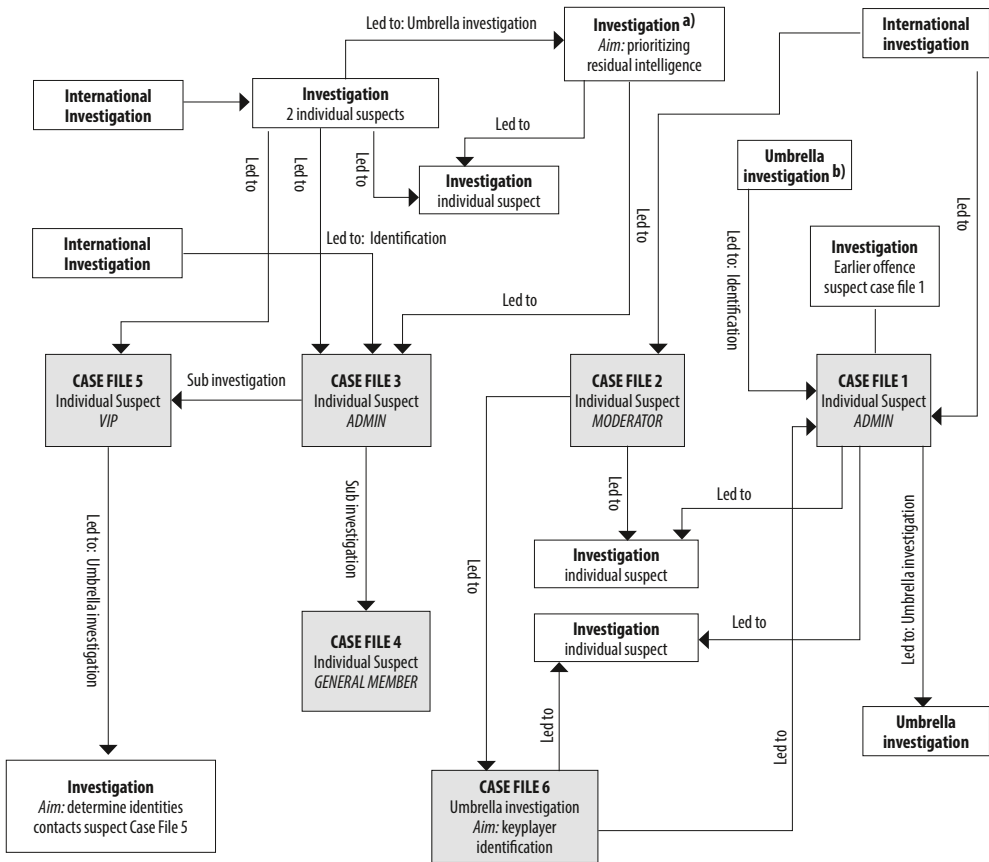 Led to: Umbrella investigation
Investigation a)
Aim: prioritizing
residual intelligence
International
investigation
International
Investigation
Investigation
2 individual suspects
Led to
Led to
Led to
Led to
Investigation
individual suspect
Umbrella
investigation b)
Led to
Led to
International
Investigation
Led to: Identification
Led to: Identification
Investigation
Earlier offence
suspect case file 1
Led to
CASE FILE 5
Individual Suspect
VIP
Sub investigation
CASE FILE 3
Individual Suspect
ADMIN
CASE FILE 2
Individual Suspect
MODERATOR
CASE FILE 1
Individual Suspect
ADMIN
Led to: Umbrella investigation
Sub investigation
Led to
Led to
Led to
Led to: Umbrella investigation
Investigation
individual suspect
Investigation
individual suspect
Led to
CASE FILE 4
Individual Suspect
GENERAL MEMBER
Led to
Led to
Umbrella
investigation
Investigation
Aim: determine identities
contacts suspect Case File 5
CASE FILE 6
Umbrella investigation
Aim: keyplayer
identification